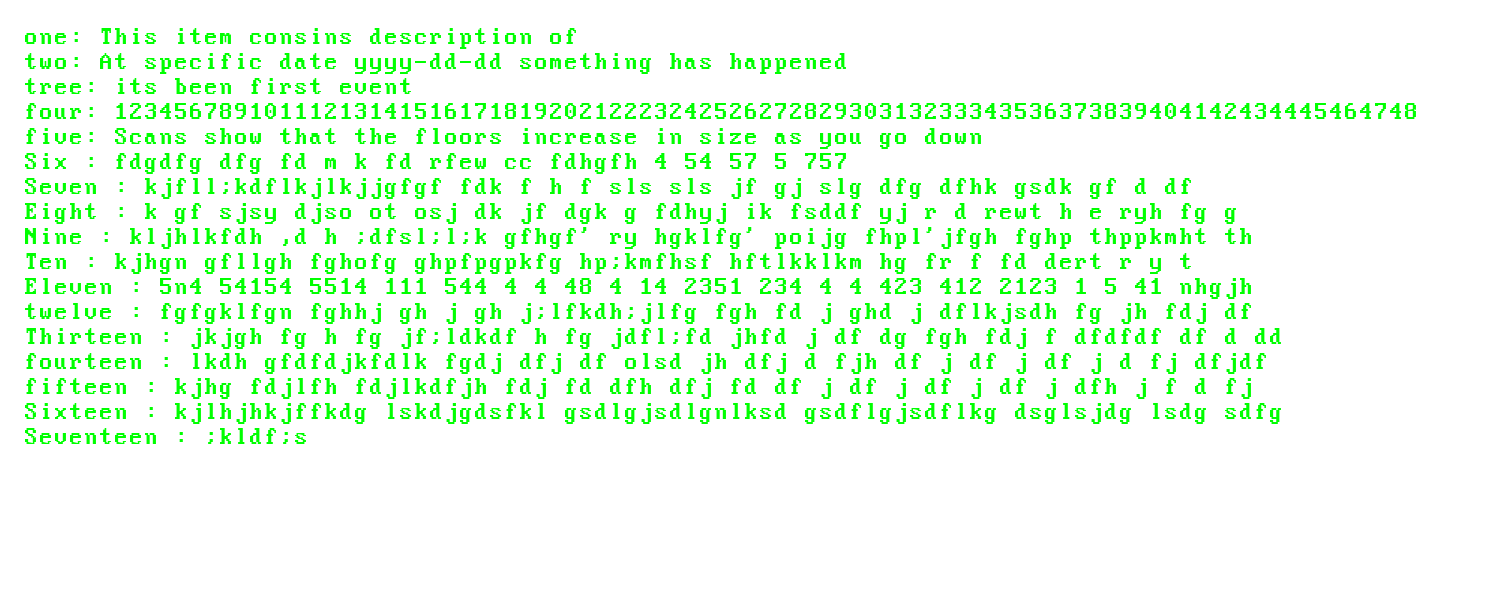 one: This item consins description of
two: At specific date yyyy-dd-dd something has happened
tree: its been first event
four: 123456789101112131415161718192021222324252627282930313233343536373839404142434445464748
five: Scans show that the floors increase in size as you go down
Six : fdgdfg dfg fd m k fd rfew cc fdhgfh 4 54 57 5 757
Seven : kjfll;kdflkjlkjjgfgf fdk f h f sls sls jf gj slg dfg dfhk gsdk gf d df
Eight : k gf sjsy djso ot osj dk jf dgk g fdhyj ik fsddf yj r d rewt h e ryh fg g
Nine : kljhlkfdh ,d h ;dfsl;l;k gfhgf' ry hgklfg' poijg fhpl'jfgh fghp thppkmht th
Ten : kjhgn gfllgh fghofg ghpfpgpkfg hp;kmfhsf hftlkklkm hg fr f fd dert r y t
Eleven : 5n4 54154 5514 111 544 4 4 48 4 14 2351 234 4 4 423 412 2123 1 5 41 nhgjh
twelve : fgfgklfgn fghhj gh j gh j;lfkdh;jlfg fgh fd j ghd j dflkjsdh fg jh fdj df
Thirteen : jkjgh fg h fg jf;ldkdf h fg jdfl;fd jhfd j df dg fgh fdj f dfdfdf df d dd
fourteen : lkdh gfdfdjkfdlk fgdj dfj df olsd jh dfj d fjh df j df j df j d fj dfjdf
fifteen : kjhg fdjlfh fdjlkdfjh fdj fd dfh dfj fd df j df j df j df j dfh j f d fj
Sixteen : kjlhjhkjffkdg lskdjgdsfkl gsdlgjsdlgnlksd gsdflgjsdflkg dsglsjdg lsdg sdfg
Seventeen : ;kldf;s